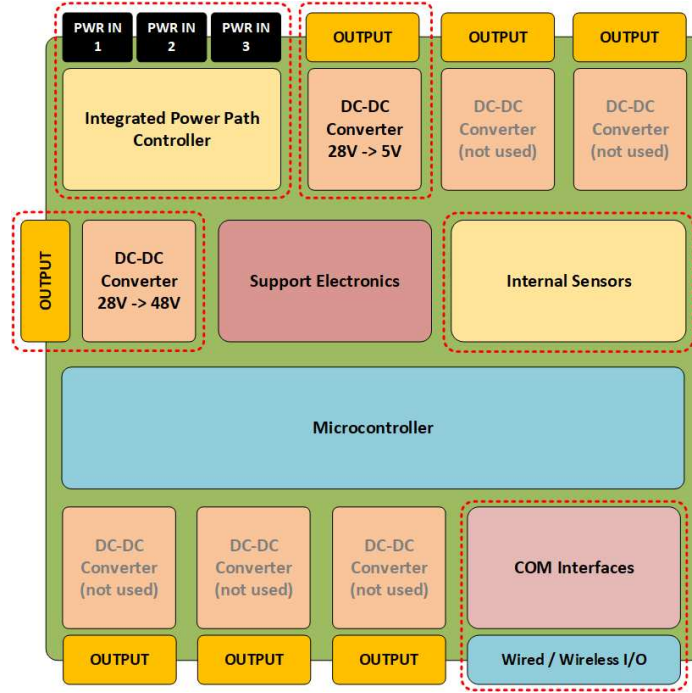 PWR IN
1
PWR IN
2
PWR IN
3
OUTPUT
OUTPUT
OUTPUT
Integrated Power Path
Controller
DC-DC
Converter
28V -> 5V
DC-DC
Converter
(not used)
DC-DC
Converter
(not used)
OUTPUT
DC-DC
Converter
28V -> 48V
Support Electronics
Internal Sensors
Microcontroller
DC-DC
Converter
(not used)
DC-DC
Converter
(not used)
DC-DC
Converter
(not used)
COM Interfaces
OUTPUT
OUTPUT
OUTPUT
Wired / Wireless I/O